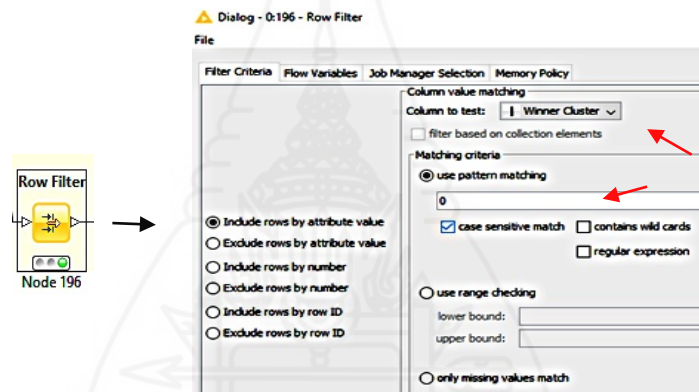 Dialog - 0:196 - Row Filter
File
Filter Criteria Flow Variables Job Manager Selection Memory Policy
Column value matching
Column to test: Winner Cluster
filter based on collection elements
Matching criteria
use pattern matching
0
case sensitive match contains wild cards
regular expression
use range checking
lower bound:
upper bound:
only missing values match
Include rows by attribute value
Exclude rows by attribute value
Include rows by number
Exclude rows by number
Include rows by row ID
Exclude rows by row ID
Row Filter
Node 196